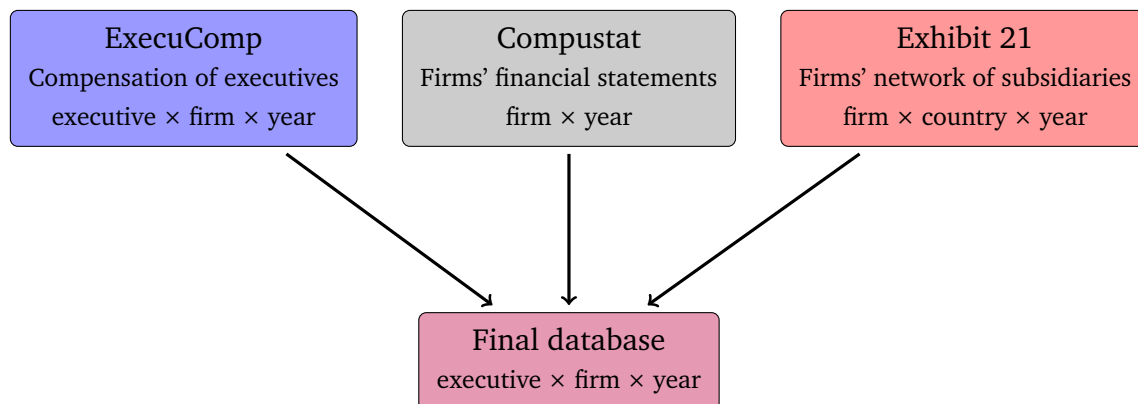 ExecuComp
Compensation of executives
executive × firm × year
Compustat
Firms’ financial statements
firm × year
Exhibit 21
Firms’ network of subsidiaries
firm × country × year
Final database
executive × firm × year